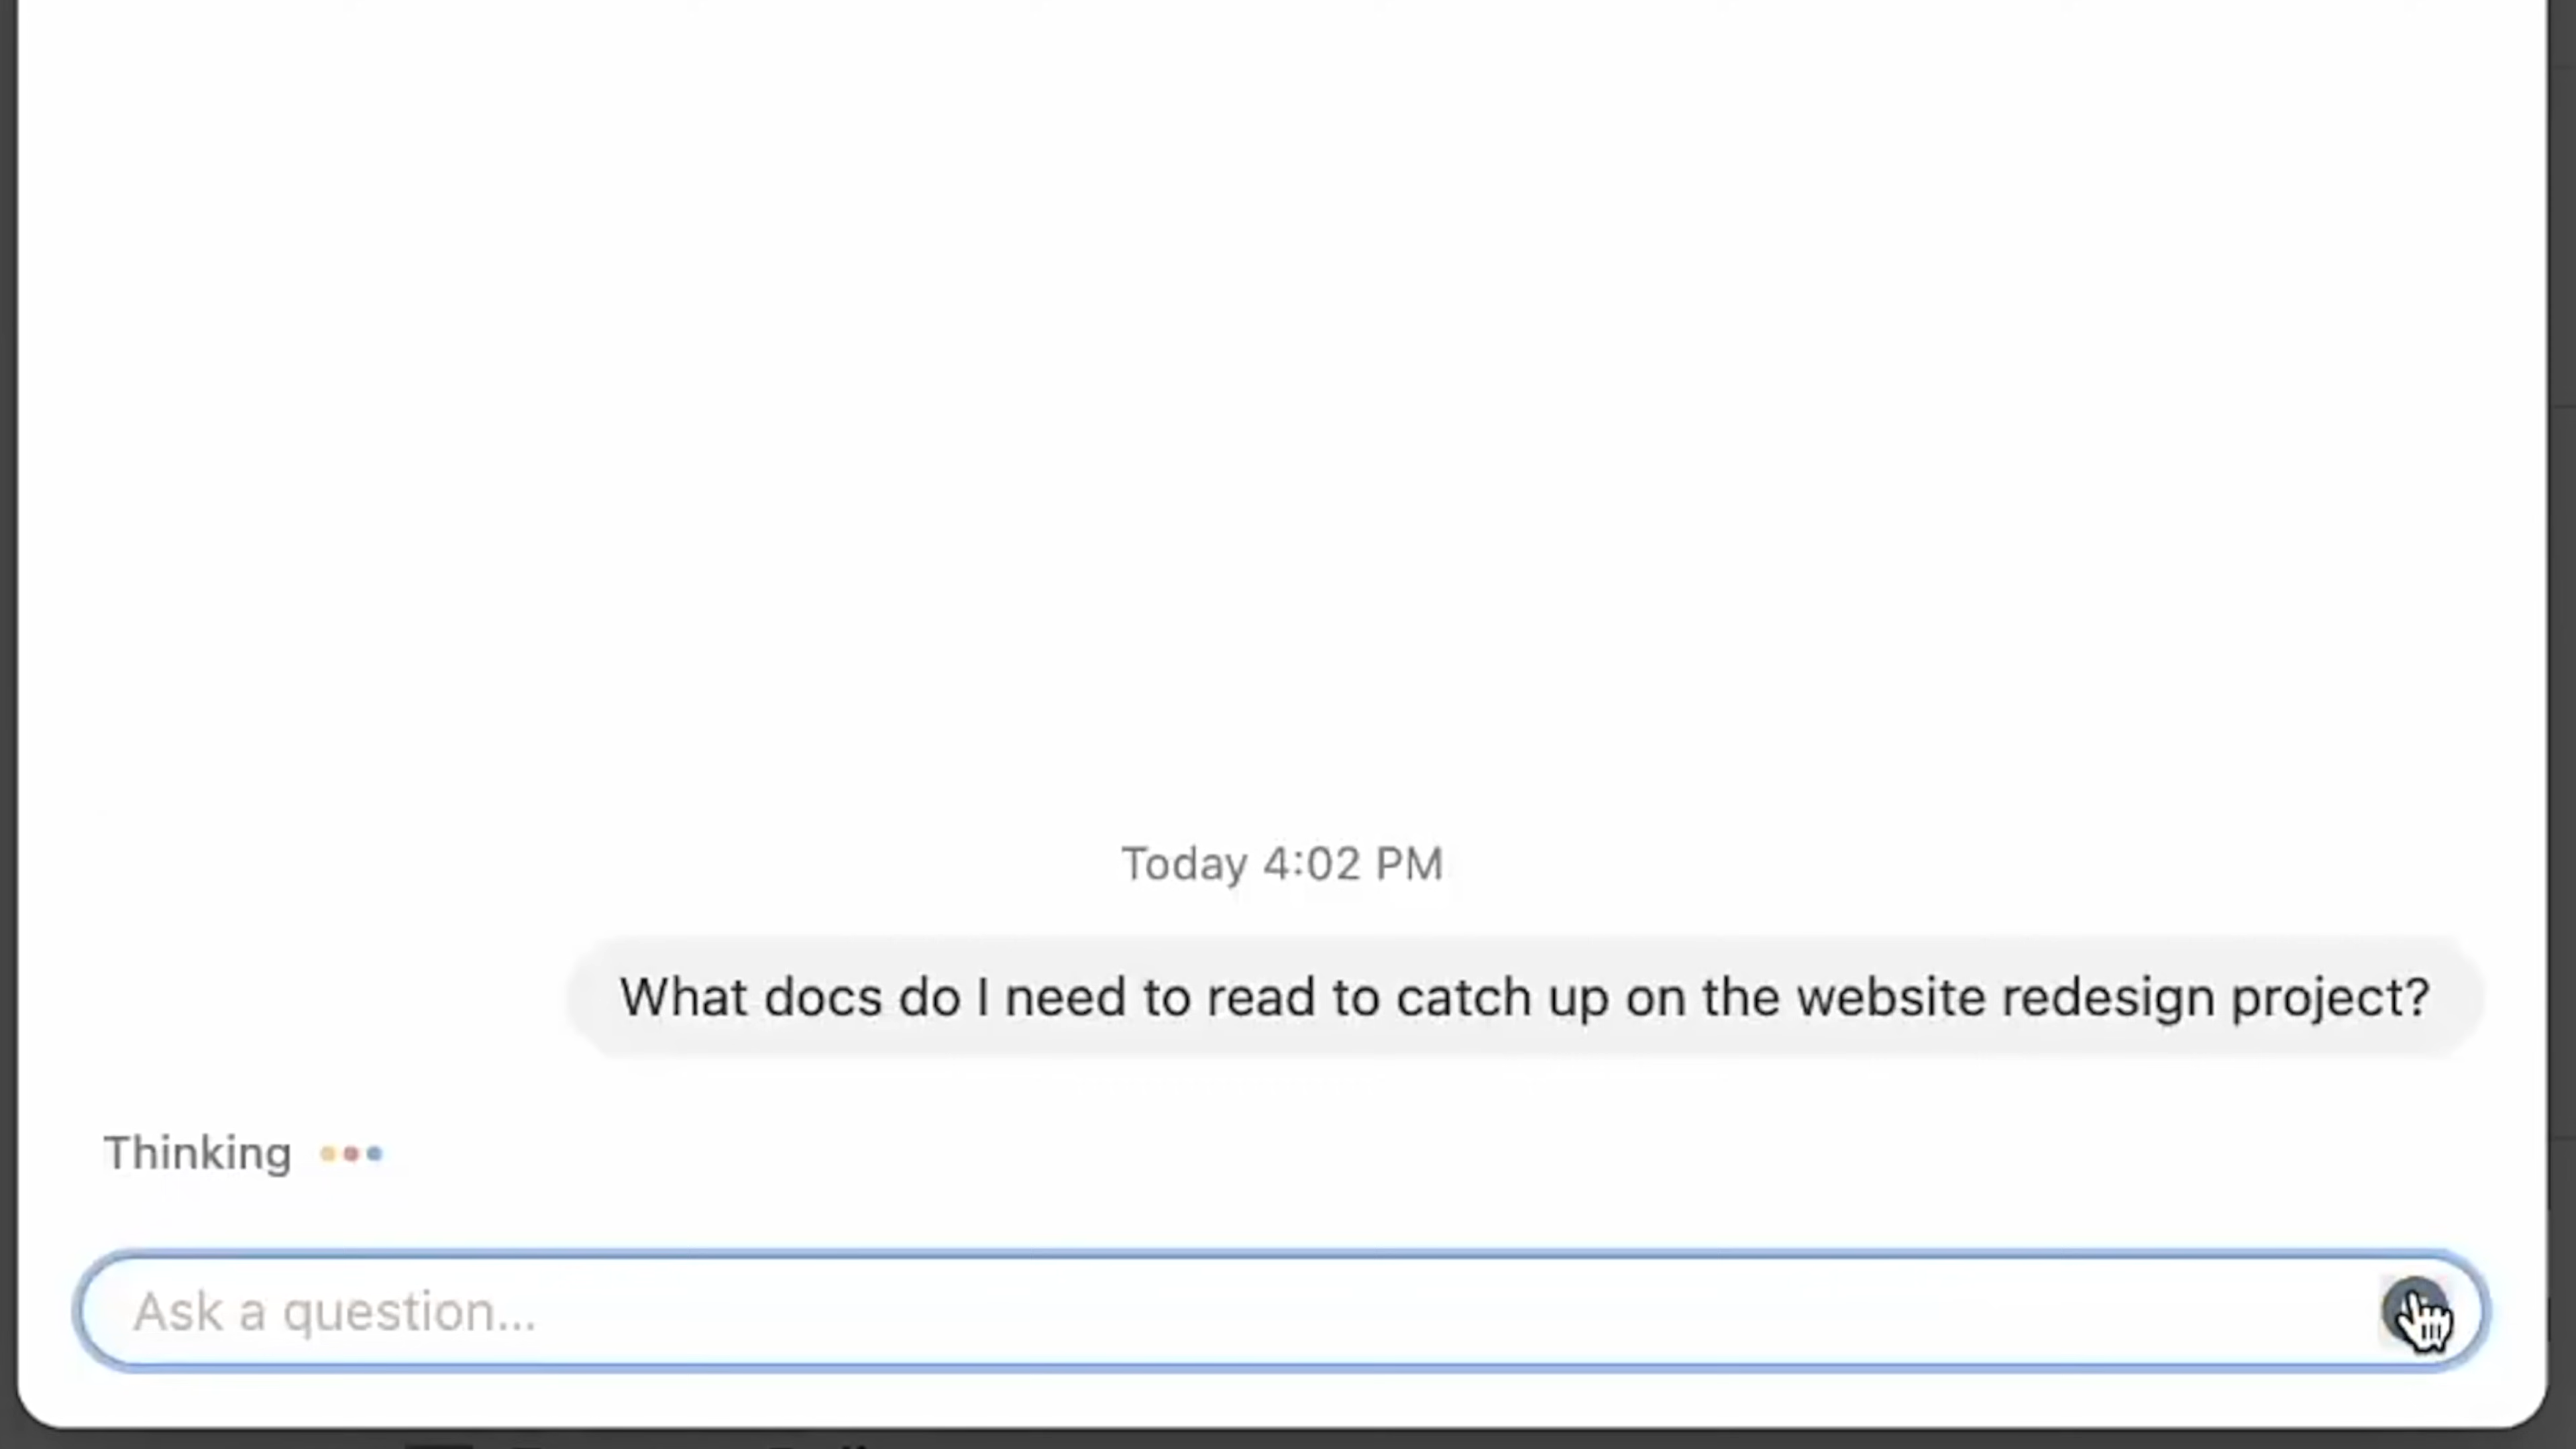 Today 4:02 PM
What docs do I need to read to catch up on the website redesign project?
Thinking
Ask a question...